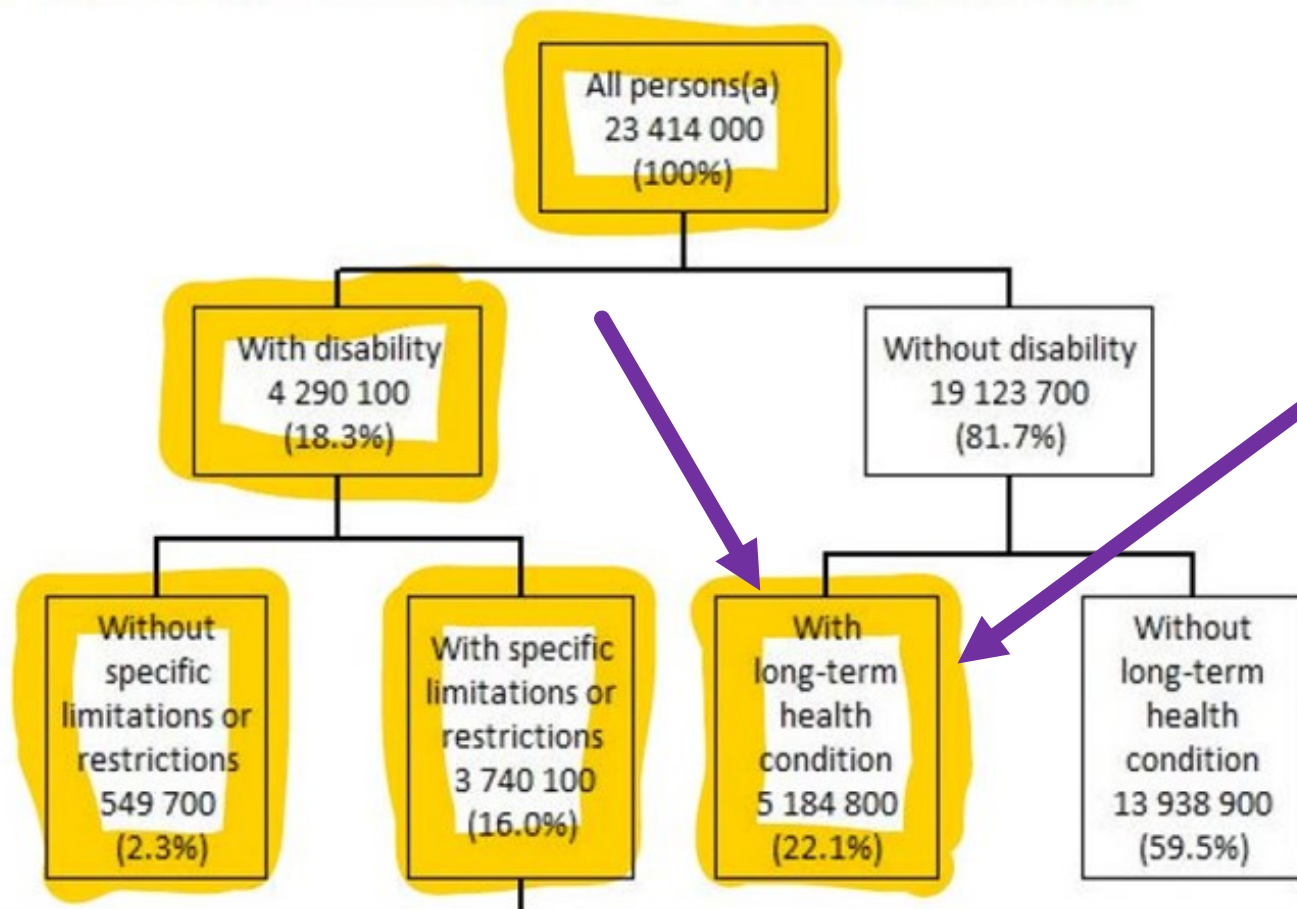 All persons(a)
23 414 000
(100%)
With disability
4 290 100
(18.3%)
Without disability
19 123 700
(81.7%)
Without
specific
limitations or
restrictions
549 700
(2.3%)
With specific
limitations or
restrictions
3 740 100
(16.0%)
With
long-term
health
condition
5 184 800
(22.1%)
Without
long-term
health
condition
13 938 900
(59.5%)